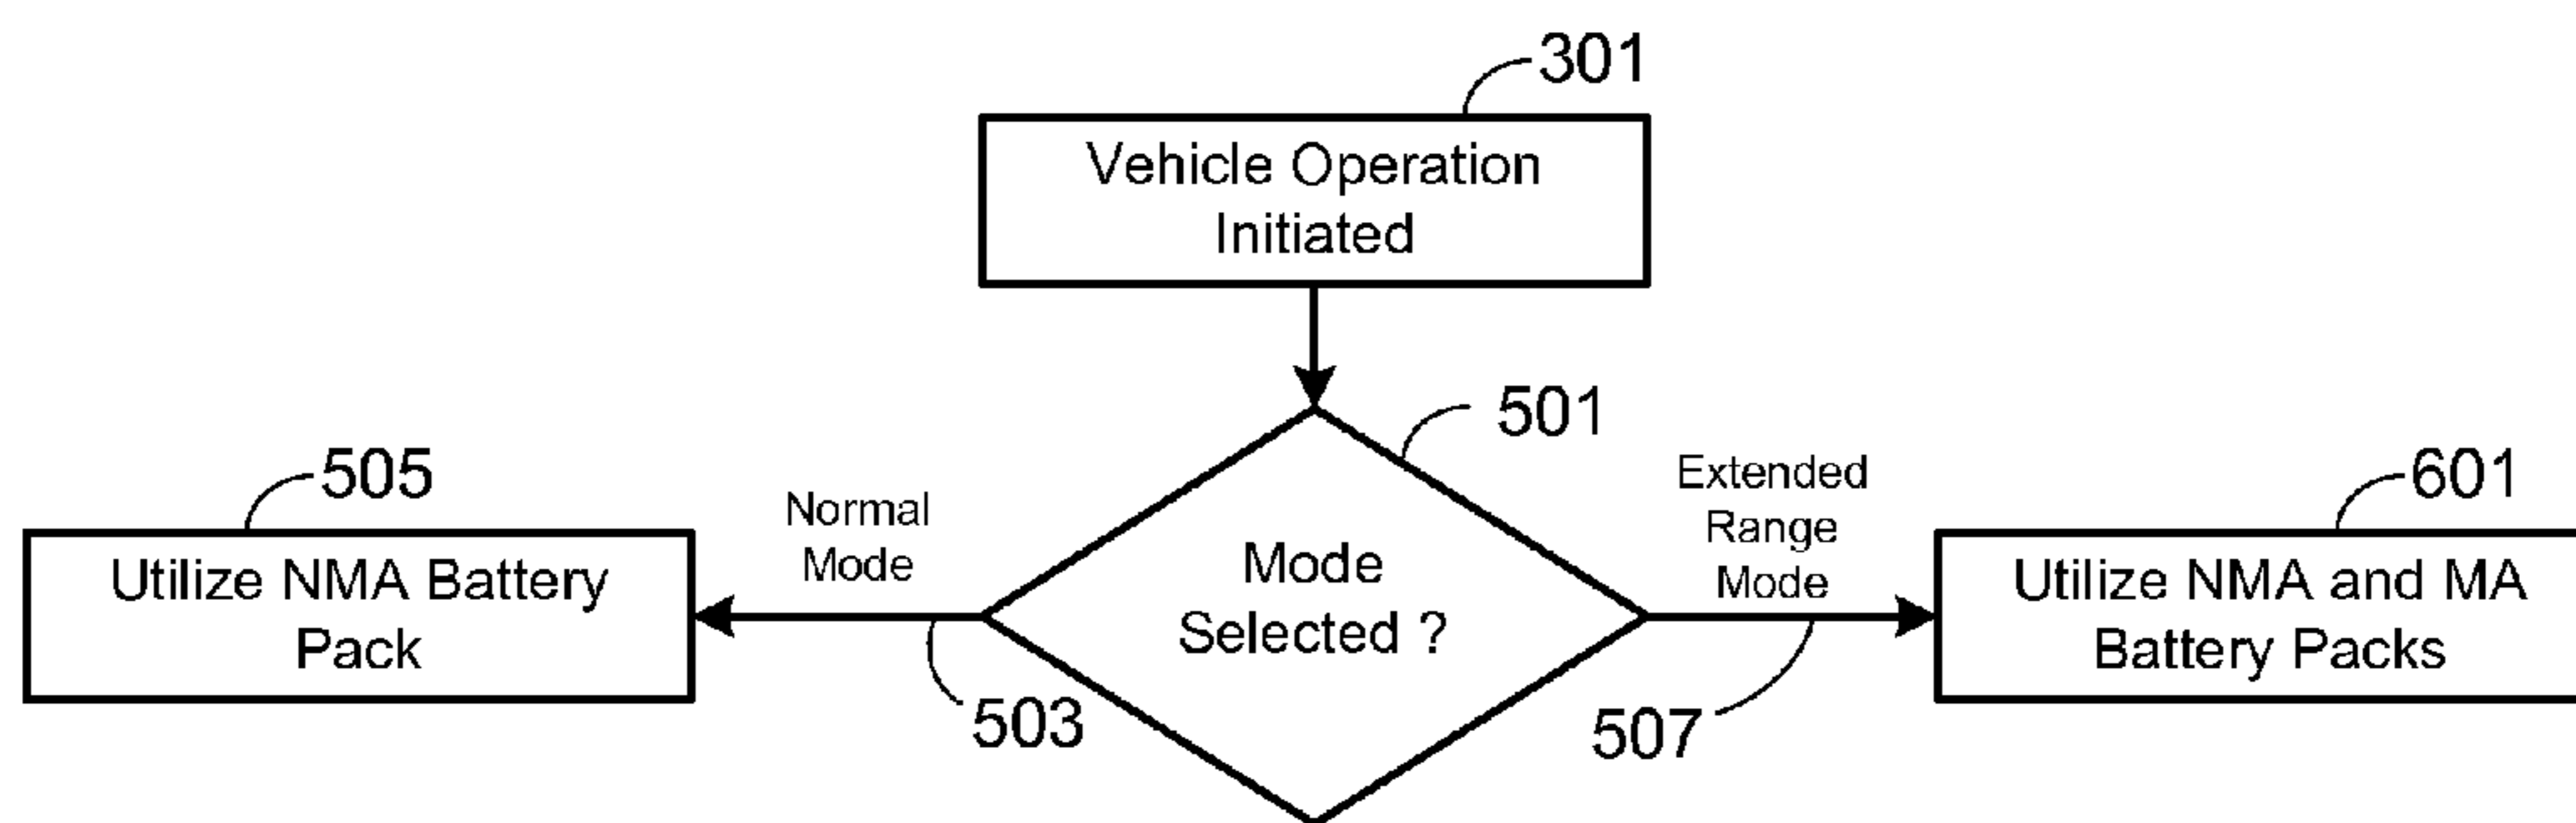 301
Vehicle Operation
Initiated
501
505
Normal
Mode
Extended
Range
Mode
601
Utilize NMA Battery
Pack
Mode
Selected ?
Utilize NMA and MA
Battery Packs
503
507